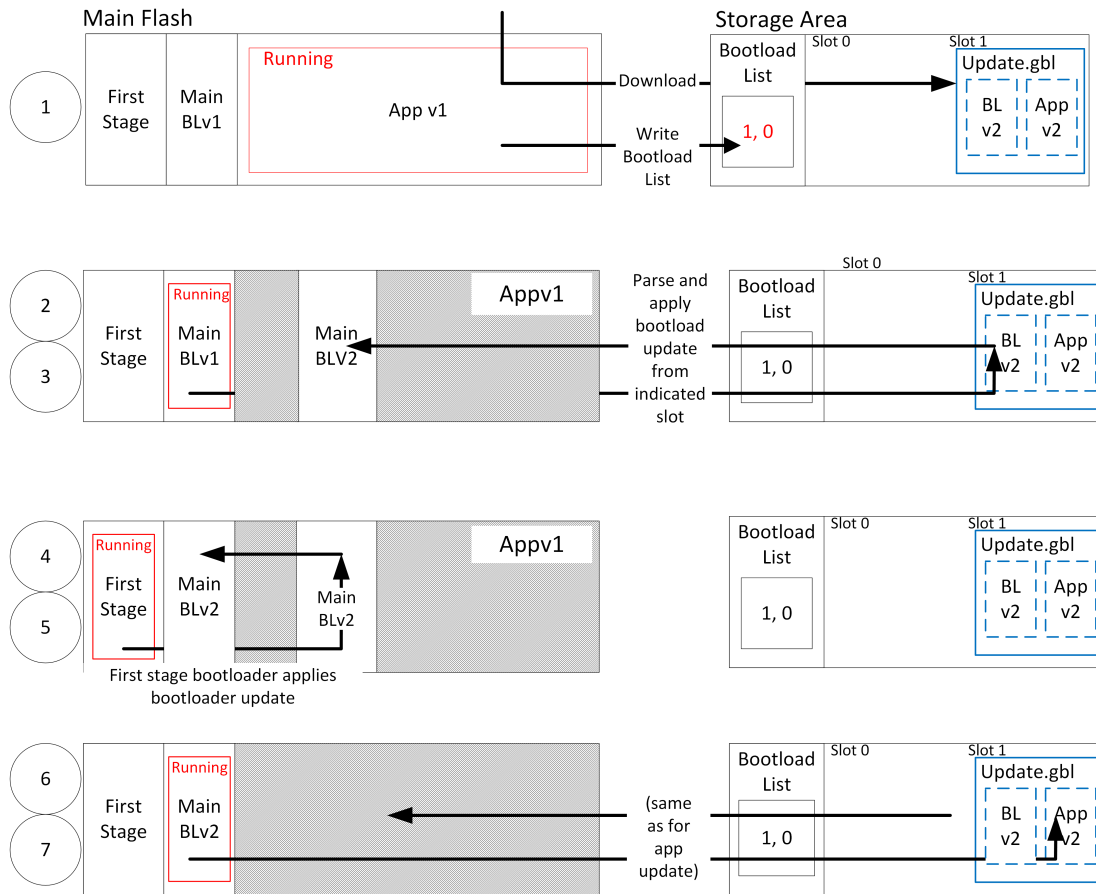 Main Flash
Storage Area
1
First
Stage
Main
BLv1
Running
App v1
Download
Write
Bootload
List
Bootload
List
1, 0
Slot 0
Slot 1
Update.gbl
BL
v2
App
v2
2
3
First
Stage
Running
Main
BLv1
Main
BLV2
Appv1
Parse and
apply
bootload
update
from
indicated
slot
Bootload
List
1, 0
Slot 0
Slot 1
Update.gbl
BL
v2
App
v2
4
5
Running
First
Stage
Main
BLv2
Main
BLv2
Appv1
First stage bootloader applies
bootloader update
Bootload
List
1, 0
Slot 0
Slot 1
Update.gbl
BL
v2
App
v2
6
7
First
Stage
Running
Main
BLv2
(same
as for
app
update)
Bootload
List
1, 0
Slot 0
Slot 1
Update.gbl
BL
v2
App
v2